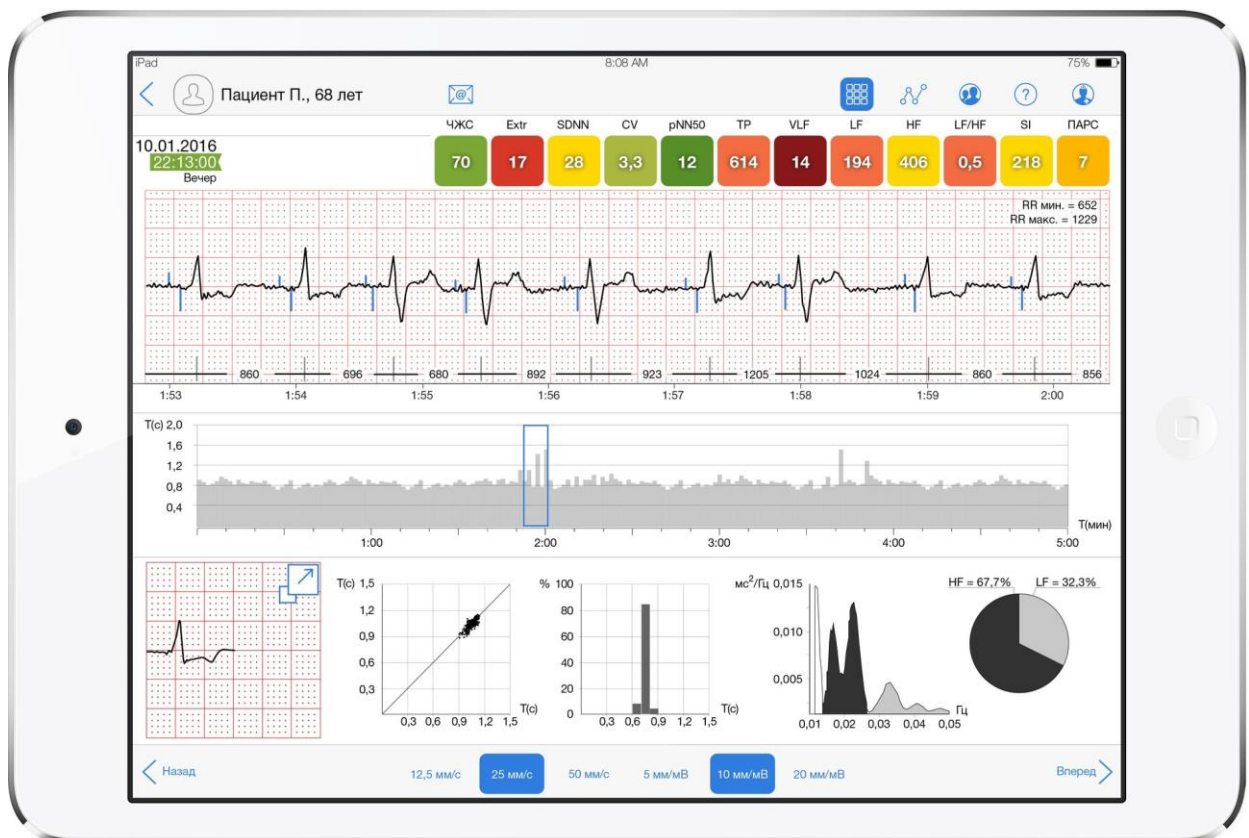 iPad 8:08 AM 75%
Пациент П., 68 лет
@ ?
ЧЖС Extr SDNN CV pNN50 TP VLF LF HF LF/HF SI ПАРС
10.01.2016
22:13:00
Вечер
70 17 28 3,3 12 614 14 194 406 0,5 218 7
RR мин. = 652
RR макс. = 1229
860 696 680 892 923 1205 1024 860 856
1:53 1:54 1:55 1:56 1:57 1:58 1:59 2:00
T(c) 2,0
1,6
1,2
0,8
0,4
T(мин)
1:00 2:00 3:00 4:00 5:00
T(c) 1,5
1,2
0,9
0,6
0,3
T(c)
0,3 0,6 0,9 1,2 1,5
% 100
80
60
40
20
0
T(c)
0,3 0,6 0,9 1,2 1,5
мс²/Гц 0,015
0,010
0,005
Гц
0,01 0,02 0,03 0,04 0,05
HF = 67,7% LF = 32,3%
Назад 12,5 мм/с 25 мм/с 50 мм/с 5 мм/мВ 10 мм/мВ 20 мм/мВ Вперед